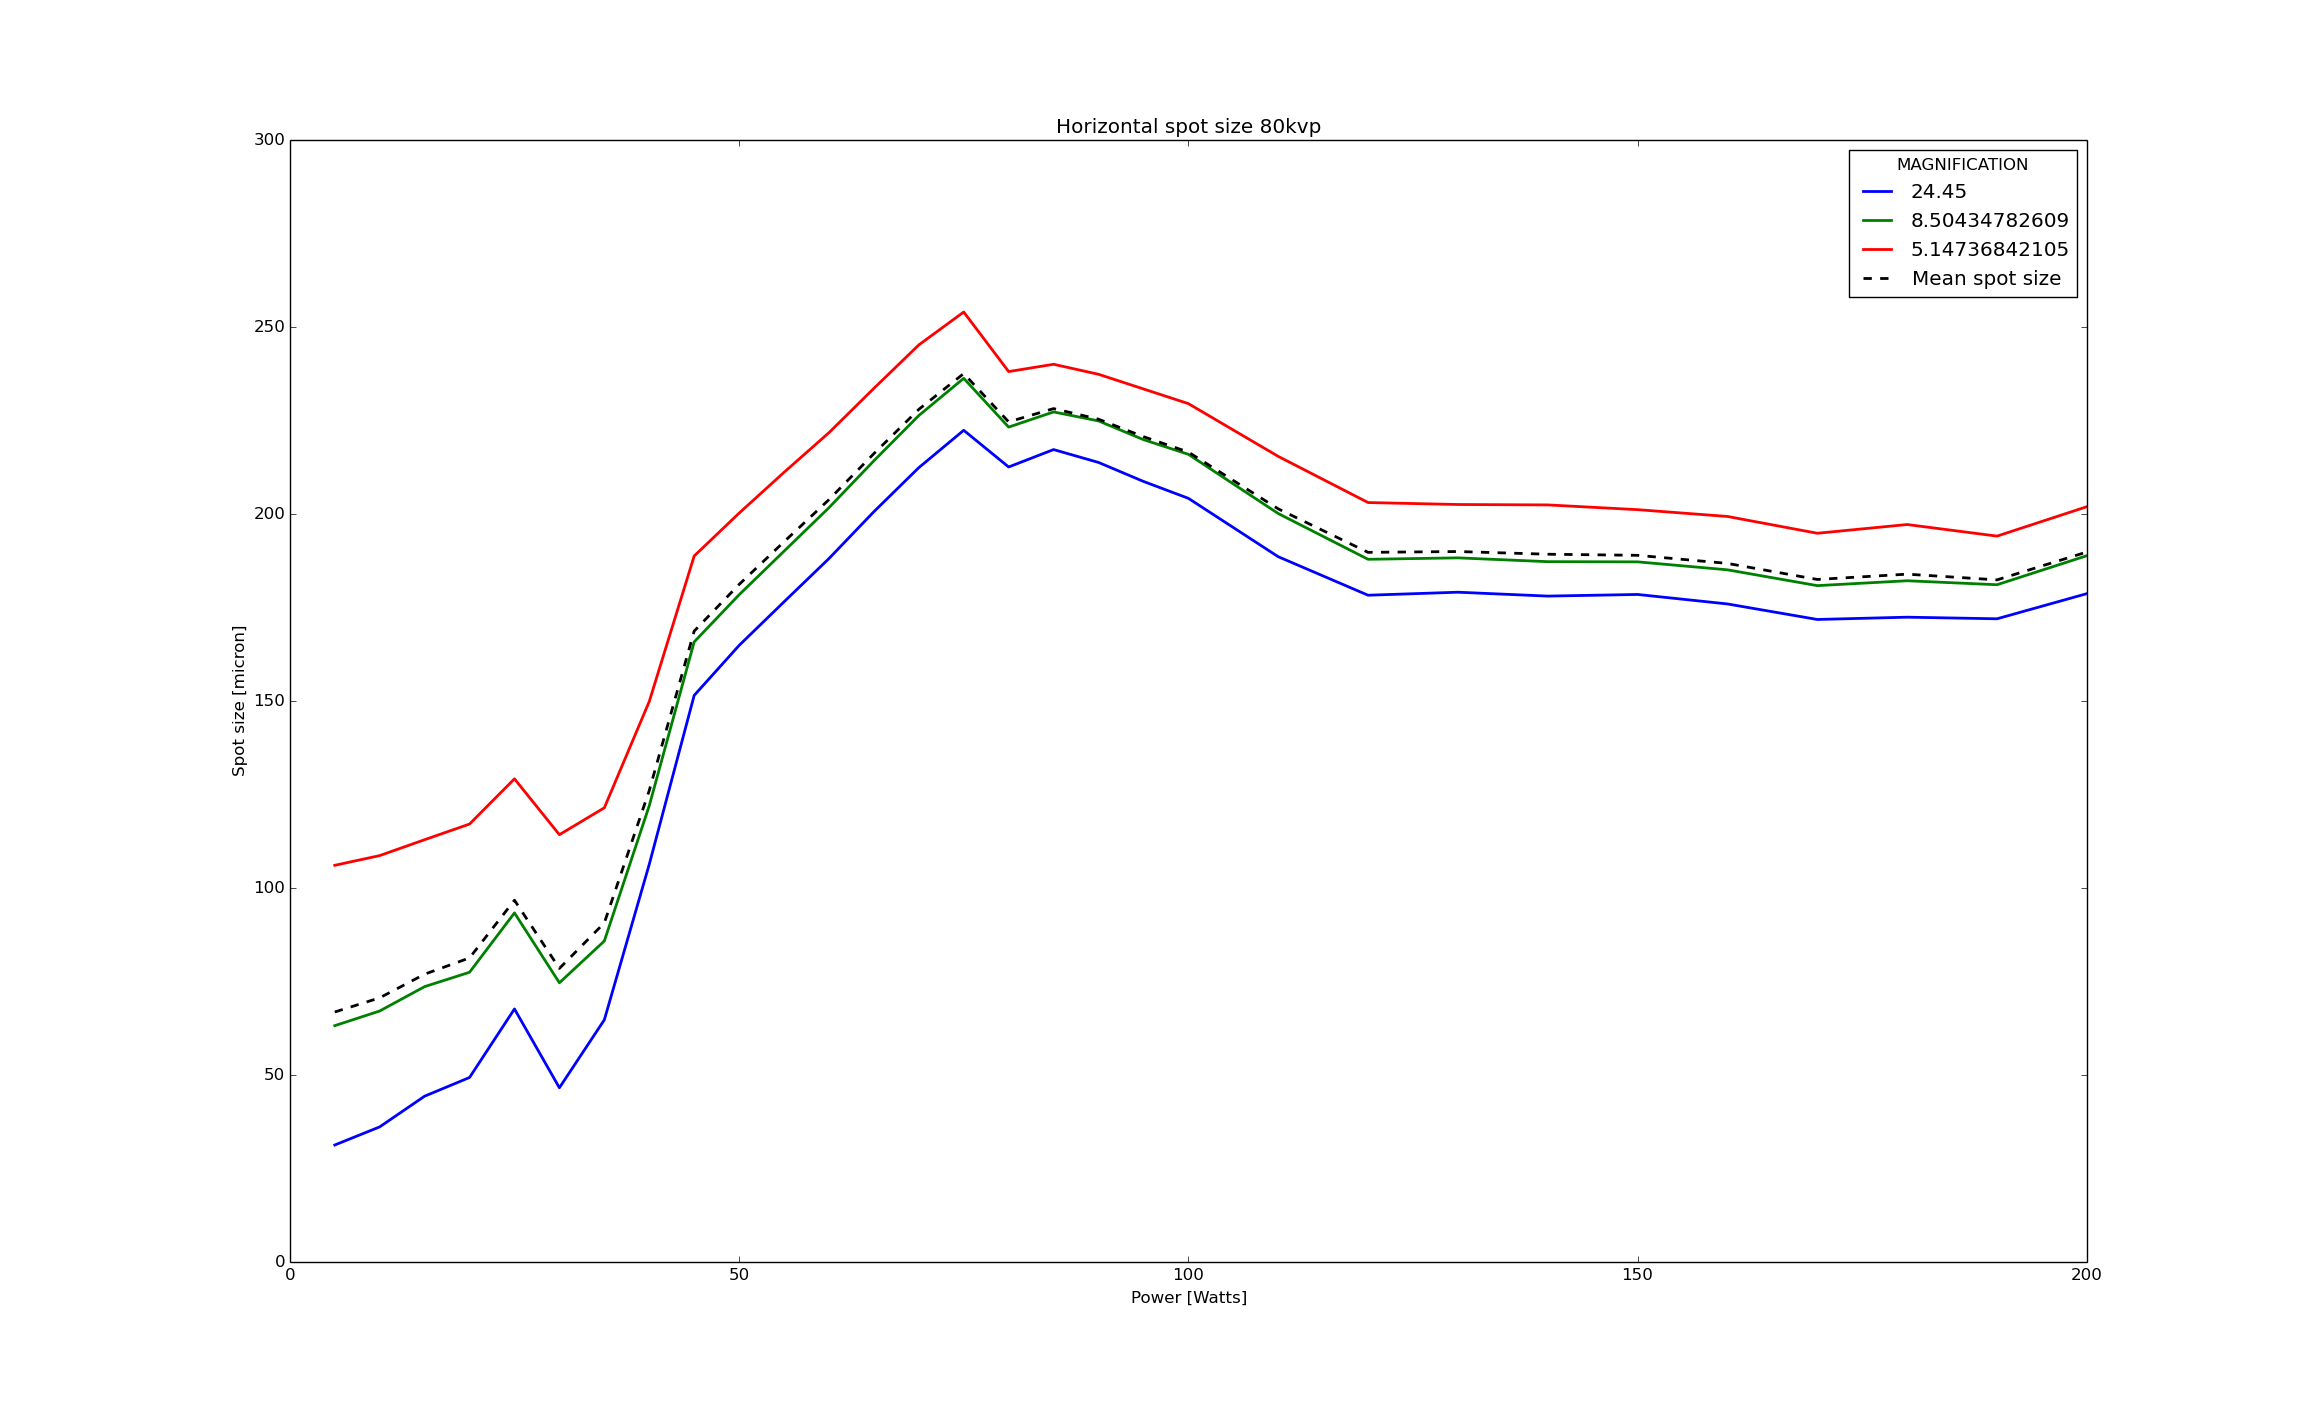 Horizontal spot size 80kvp
300
250
200
150
100
50
0
Spot size [micron]
MAGNIFICATION
24.45
8.50434782609
5.14736842105
Mean spot size
0 50 100 150 200
Power [Watts]